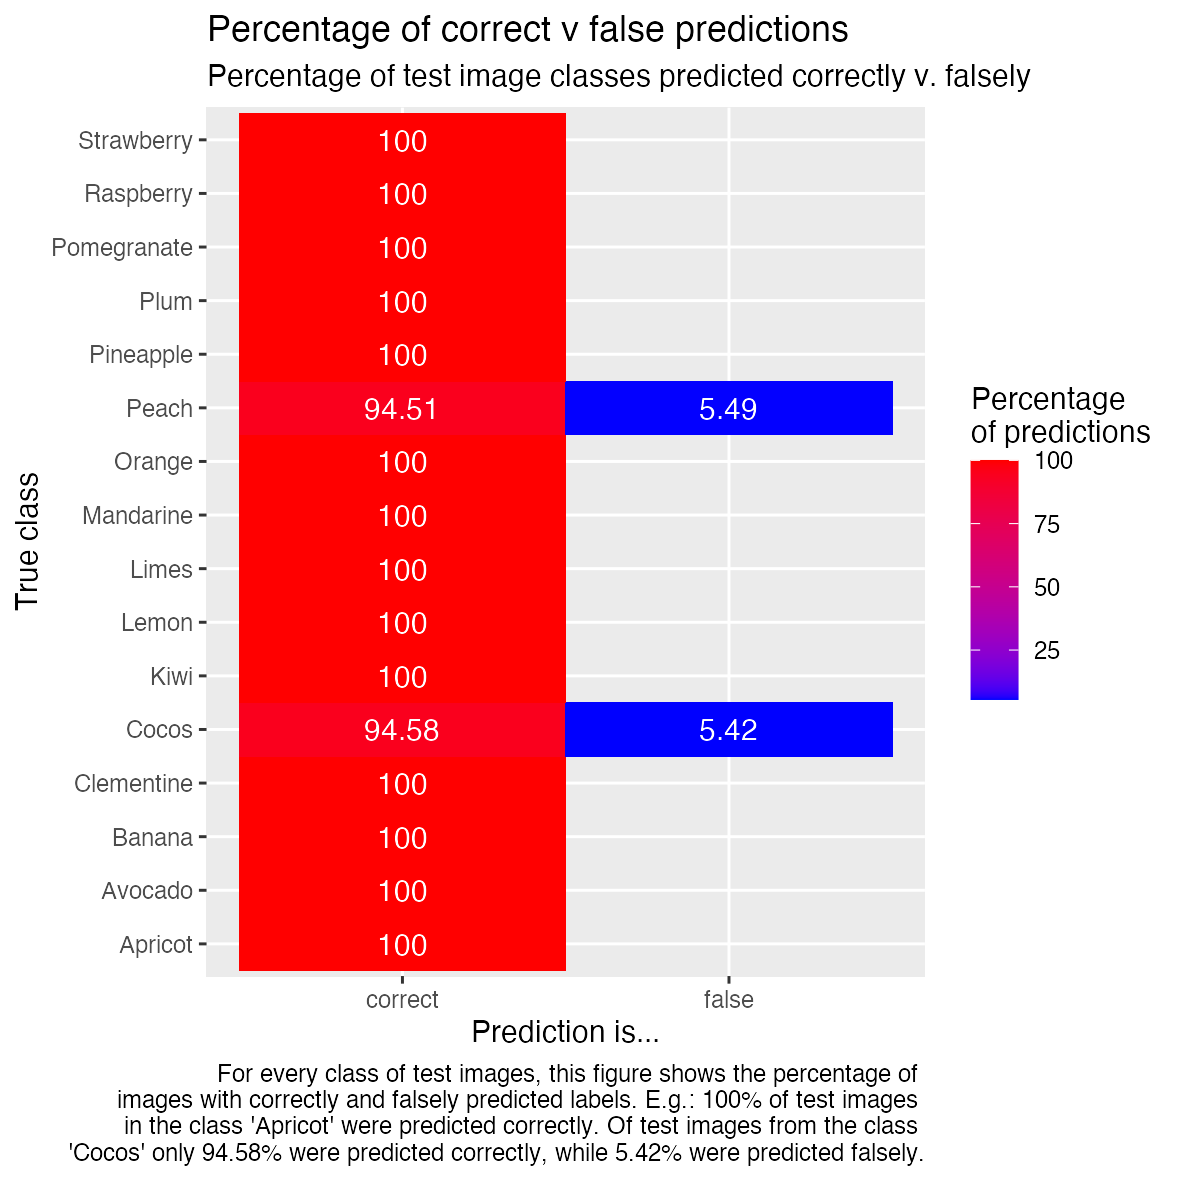 Percentage of correct v false predictions
Percentage of test image classes predicted correctly v. falsely
True class
Strawberry 100
Raspberry 100
Pomegranate 100
Plum 100
Pineapple 100
Peach 94.51 5.49
Orange 100
Mandarine 100
Limes 100
Lemon 100
Kiwi 100
Cocos 94.58 5.42
Clementine 100
Banana 100
Avocado 100
Apricot 100
correct false
Prediction is...
Percentage
of predictions
100
75
50
25
For every class of test images, this figure shows the percentage of
images with correctly and falsely predicted labels. E.g.: 100% of test images
in the class 'Apricot' were predicted correctly. Of test images from the class
'Cocos' only 94.58% were predicted correctly, while 5.42% were predicted falsely.